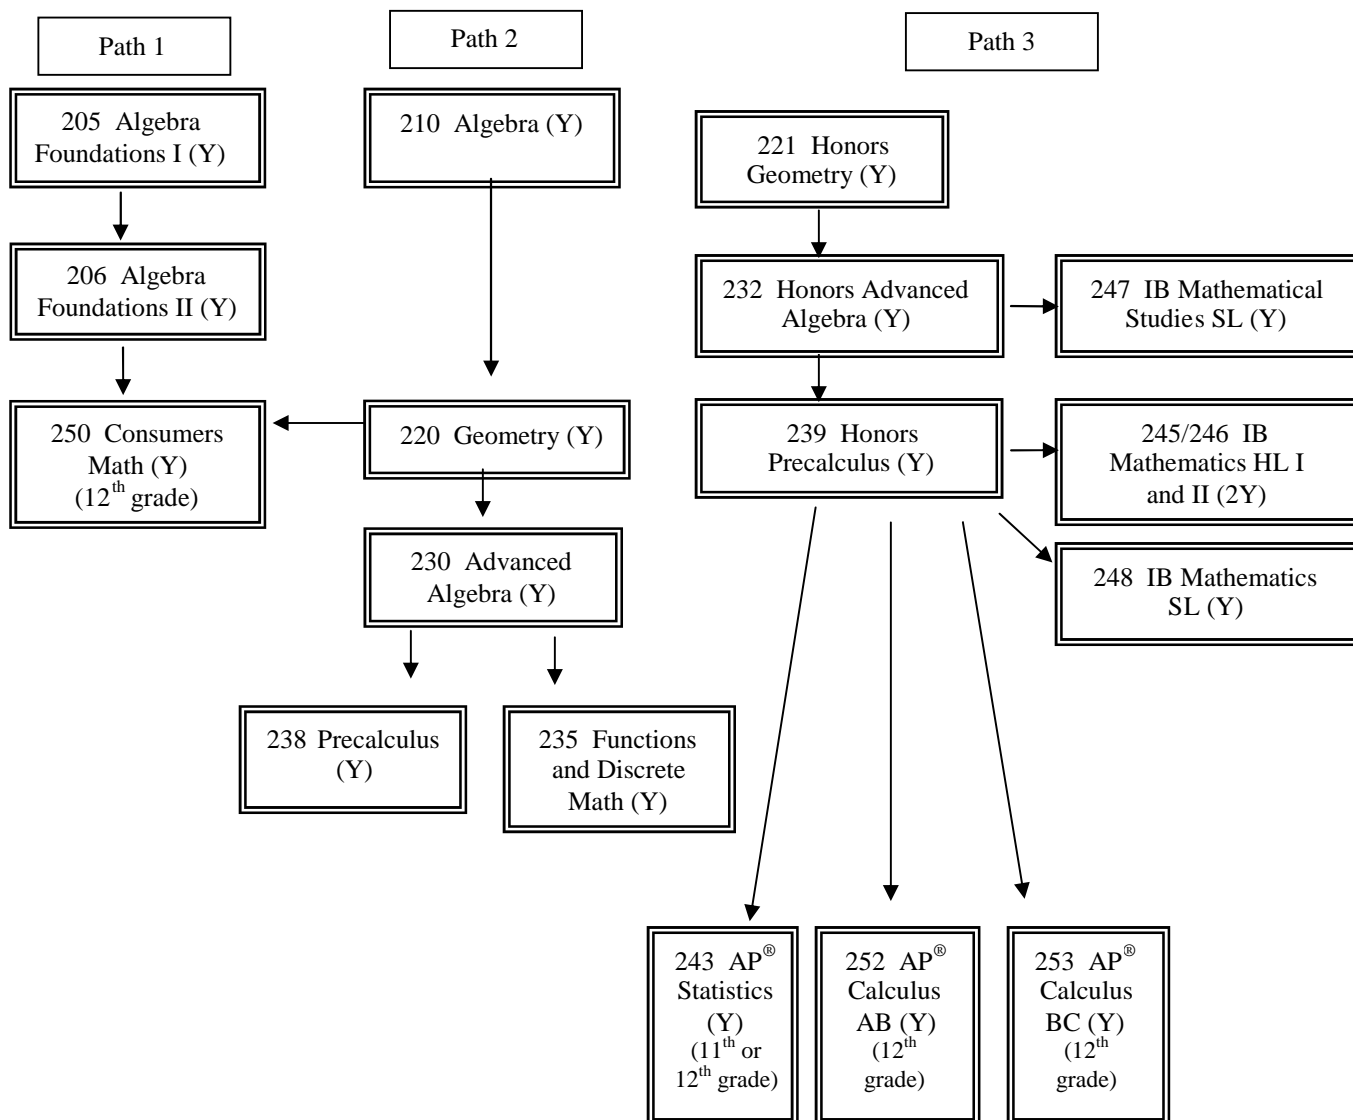 Path 1
Path 2
Path 3
205 Algebra
Foundations I (Y)
210 Algebra (Y)
221 Honors
Geometry (Y)
206 Algebra
Foundations II (Y)
232 Honors Advanced
Algebra (Y)
247 IB Mathematical
Studies SL (Y)
250 Consumers
Math (Y)
(12th grade)
220 Geometry (Y)
239 Honors
Precalculus (Y)
245/246 IB
Mathematics HL I
and II (2Y)
230 Advanced
Algebra (Y)
248 IB Mathematics
SL (Y)
238 Precalculus
(Y)
235 Functions
and Discrete
Math (Y)
243 AP®
Statistics
(Y)
(11th or
12th grade)
252 AP®
Calculus
AB (Y)
(12th
grade)
253 AP®
Calculus
BC (Y)
(12th
grade)